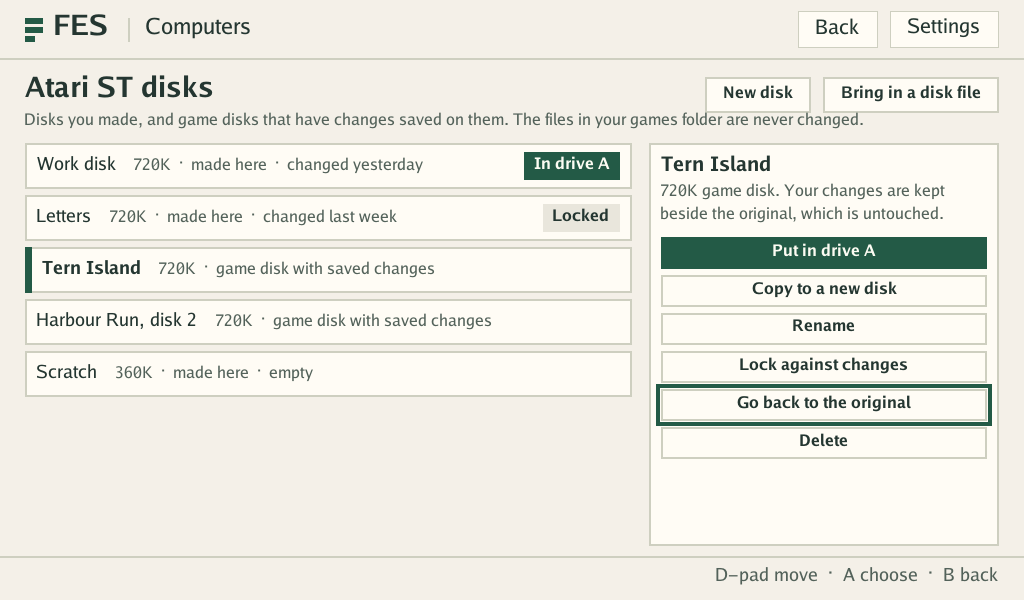 FES
Computers
Back
Settings
Atari ST disks
New disk
Bring in a disk file
Disks you made, and game disks that have changes saved on them. The files in your games folder are never changed.
Work disk 720K · made here · changed yesterday In drive A
Letters 720K · made here · changed last week Locked
Tern Island 720K · game disk with saved changes
Harbour Run, disk 2 720K · game disk with saved changes
Scratch 360K · made here · empty
Tern Island
720K game disk. Your changes are kept
beside the original, which is untouched.
Put in drive A
Copy to a new disk
Rename
Lock against changes
Go back to the original
Delete
D-pad move · A choose · B back